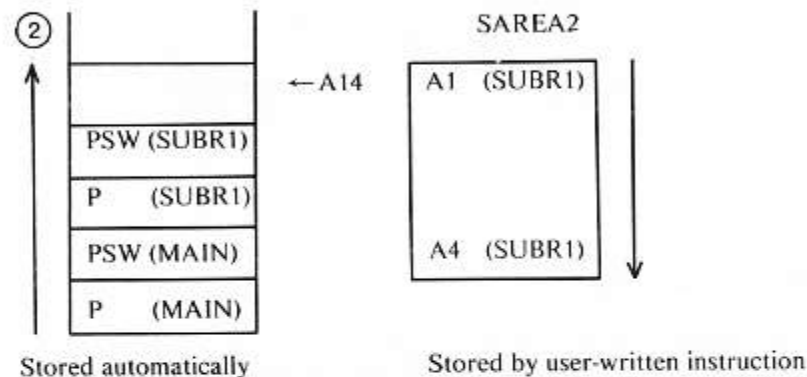 ②
SAREA2
←A14
A1 (SUBR1)
PSW (SUBR1)
P (SUBR1)
PSW (MAIN)
A4 (SUBR1)
P (MAIN)
Stored automatically
Stored by user-written instruction